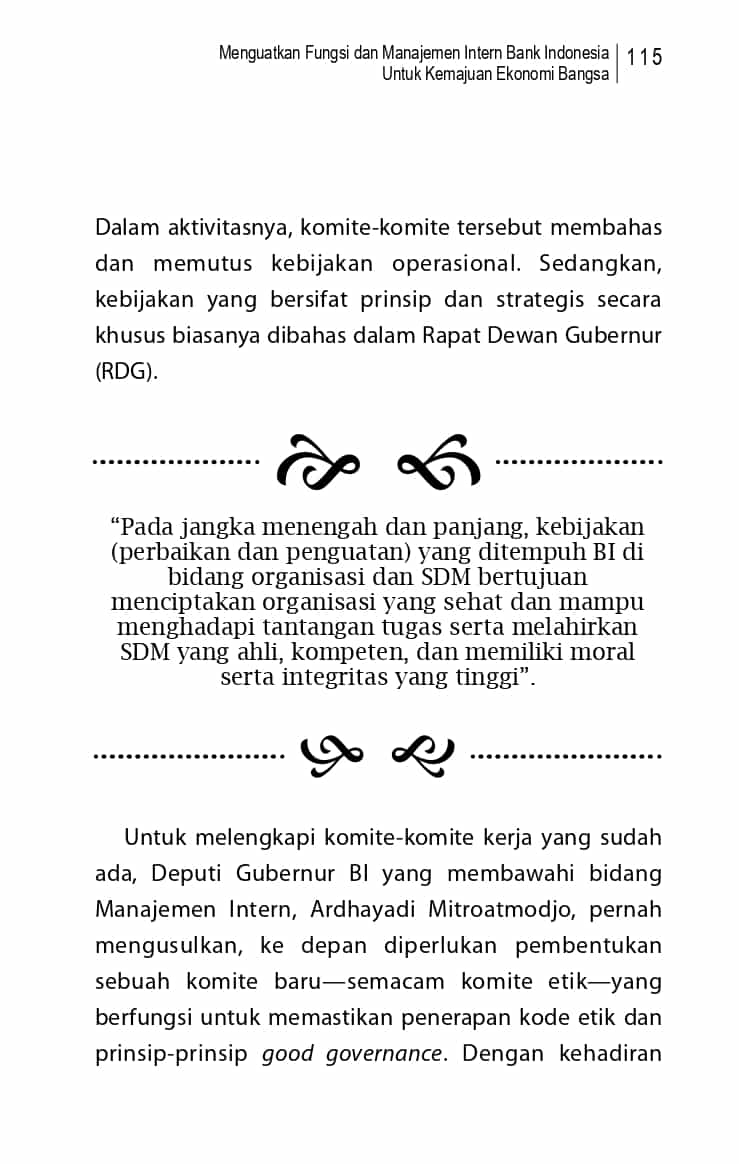 Menguatkan Fungsi dan Manajemen Intern Bank Indonesia
Untuk Kemajuan Ekonomi Bangsa
115
Dalam aktivitasnya, komite-komite tersebut membahas
dan memutus kebijakan operasional. Sedangkan,
kebijakan yang bersifat prinsip dan strategis secara
khusus biasanya dibahas dalam Rapat Dewan Gubernur
(RDG).
“Pada jangka menengah dan panjang, kebijakan
(perbaikan dan penguatan) yang ditempuh BI di
bidang organisasi dan SDM bertujuan
menciptakan organisasi yang sehat dan mampu
menghadapi tantangan tugas serta melahirkan
SDM yang ahli, kompeten, dan memiliki moral
serta integritas yang tinggi”.
Untuk melengkapi komite-komite kerja yang sudah
ada, Deputi Gubernur BI yang membawahi bidang
Manajemen Intern, Ardhayadi Mitroatmodjo, pernah
mengusulkan, ke depan diperlukan pembentukan
sebuah komite baru—semacam komite etik—yang
berfungsi untuk memastikan penerapan kode etik dan
prinsip-prinsip good governance. Dengan kehadiran